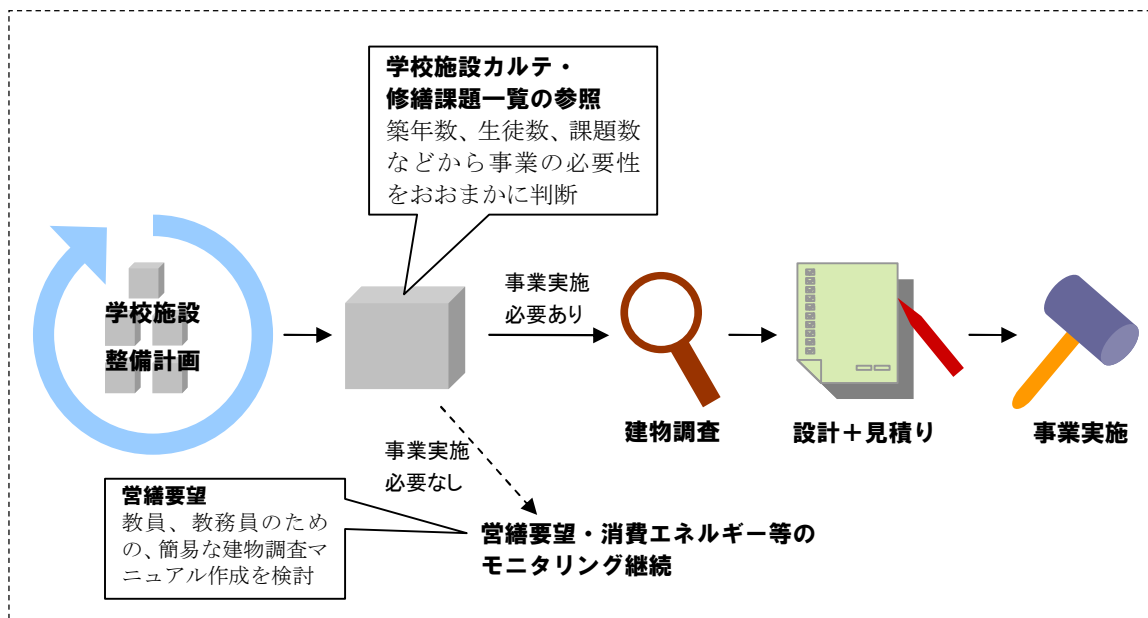 学校施設カルテ・
修繕課題一覧の参照
築年数、生徒数、課題数
などから事業の必要性
をおおまかに判断
学校施設
整備計画
事業実施
必要あり
建物調査
設計＋見積り
事業実施
事業実施
必要なし
営繕要望
教員、教務員のため
の、簡易な建物調査マ
ニュアル作成を検討
営繕要望・消費エネルギー等の
モニタリング継続